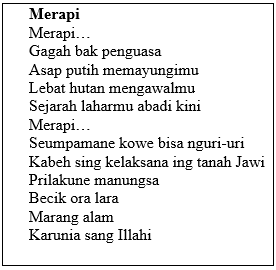 Merapi
Merapi…
Gagah bak penguasa
Asap putih memayungimu
Lebat hutan mengawalmu
Sejarah laharmu abadi kini
Merapi…
Seumpamane kowe bisa nguri-uri
Kabeh sing kelaksana ing tanah Jawi
Prilakune manungsa
Becik ora lara
Marang alam
Karunia sang Illahi